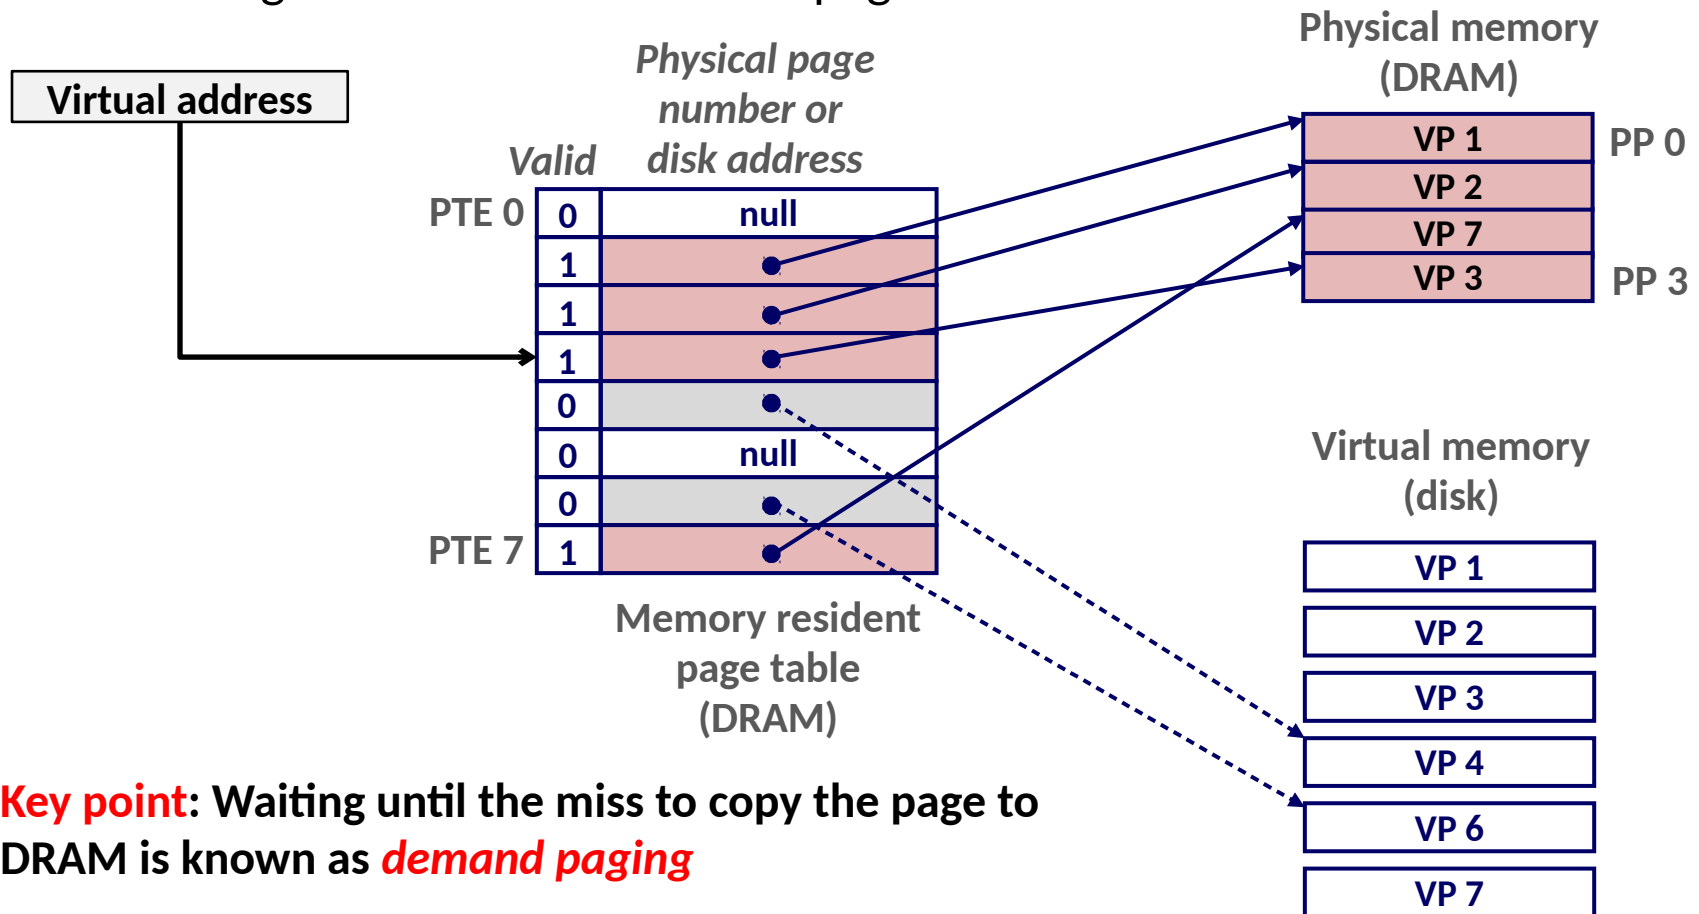 Physical memory
(DRAM)
Virtual address
Physical page
number or
disk address
Valid
PTE 0
0
null
1
1
1
0
0
null
0
PTE 7
1
Memory resident
page table
(DRAM)
VP 1
PP 0
VP 2
VP 7
VP 3
PP 3
Virtual memory
(disk)
VP 1
VP 2
VP 3
VP 4
VP 6
VP 7
Key point: Waiting until the miss to copy the page to
DRAM is known as demand paging